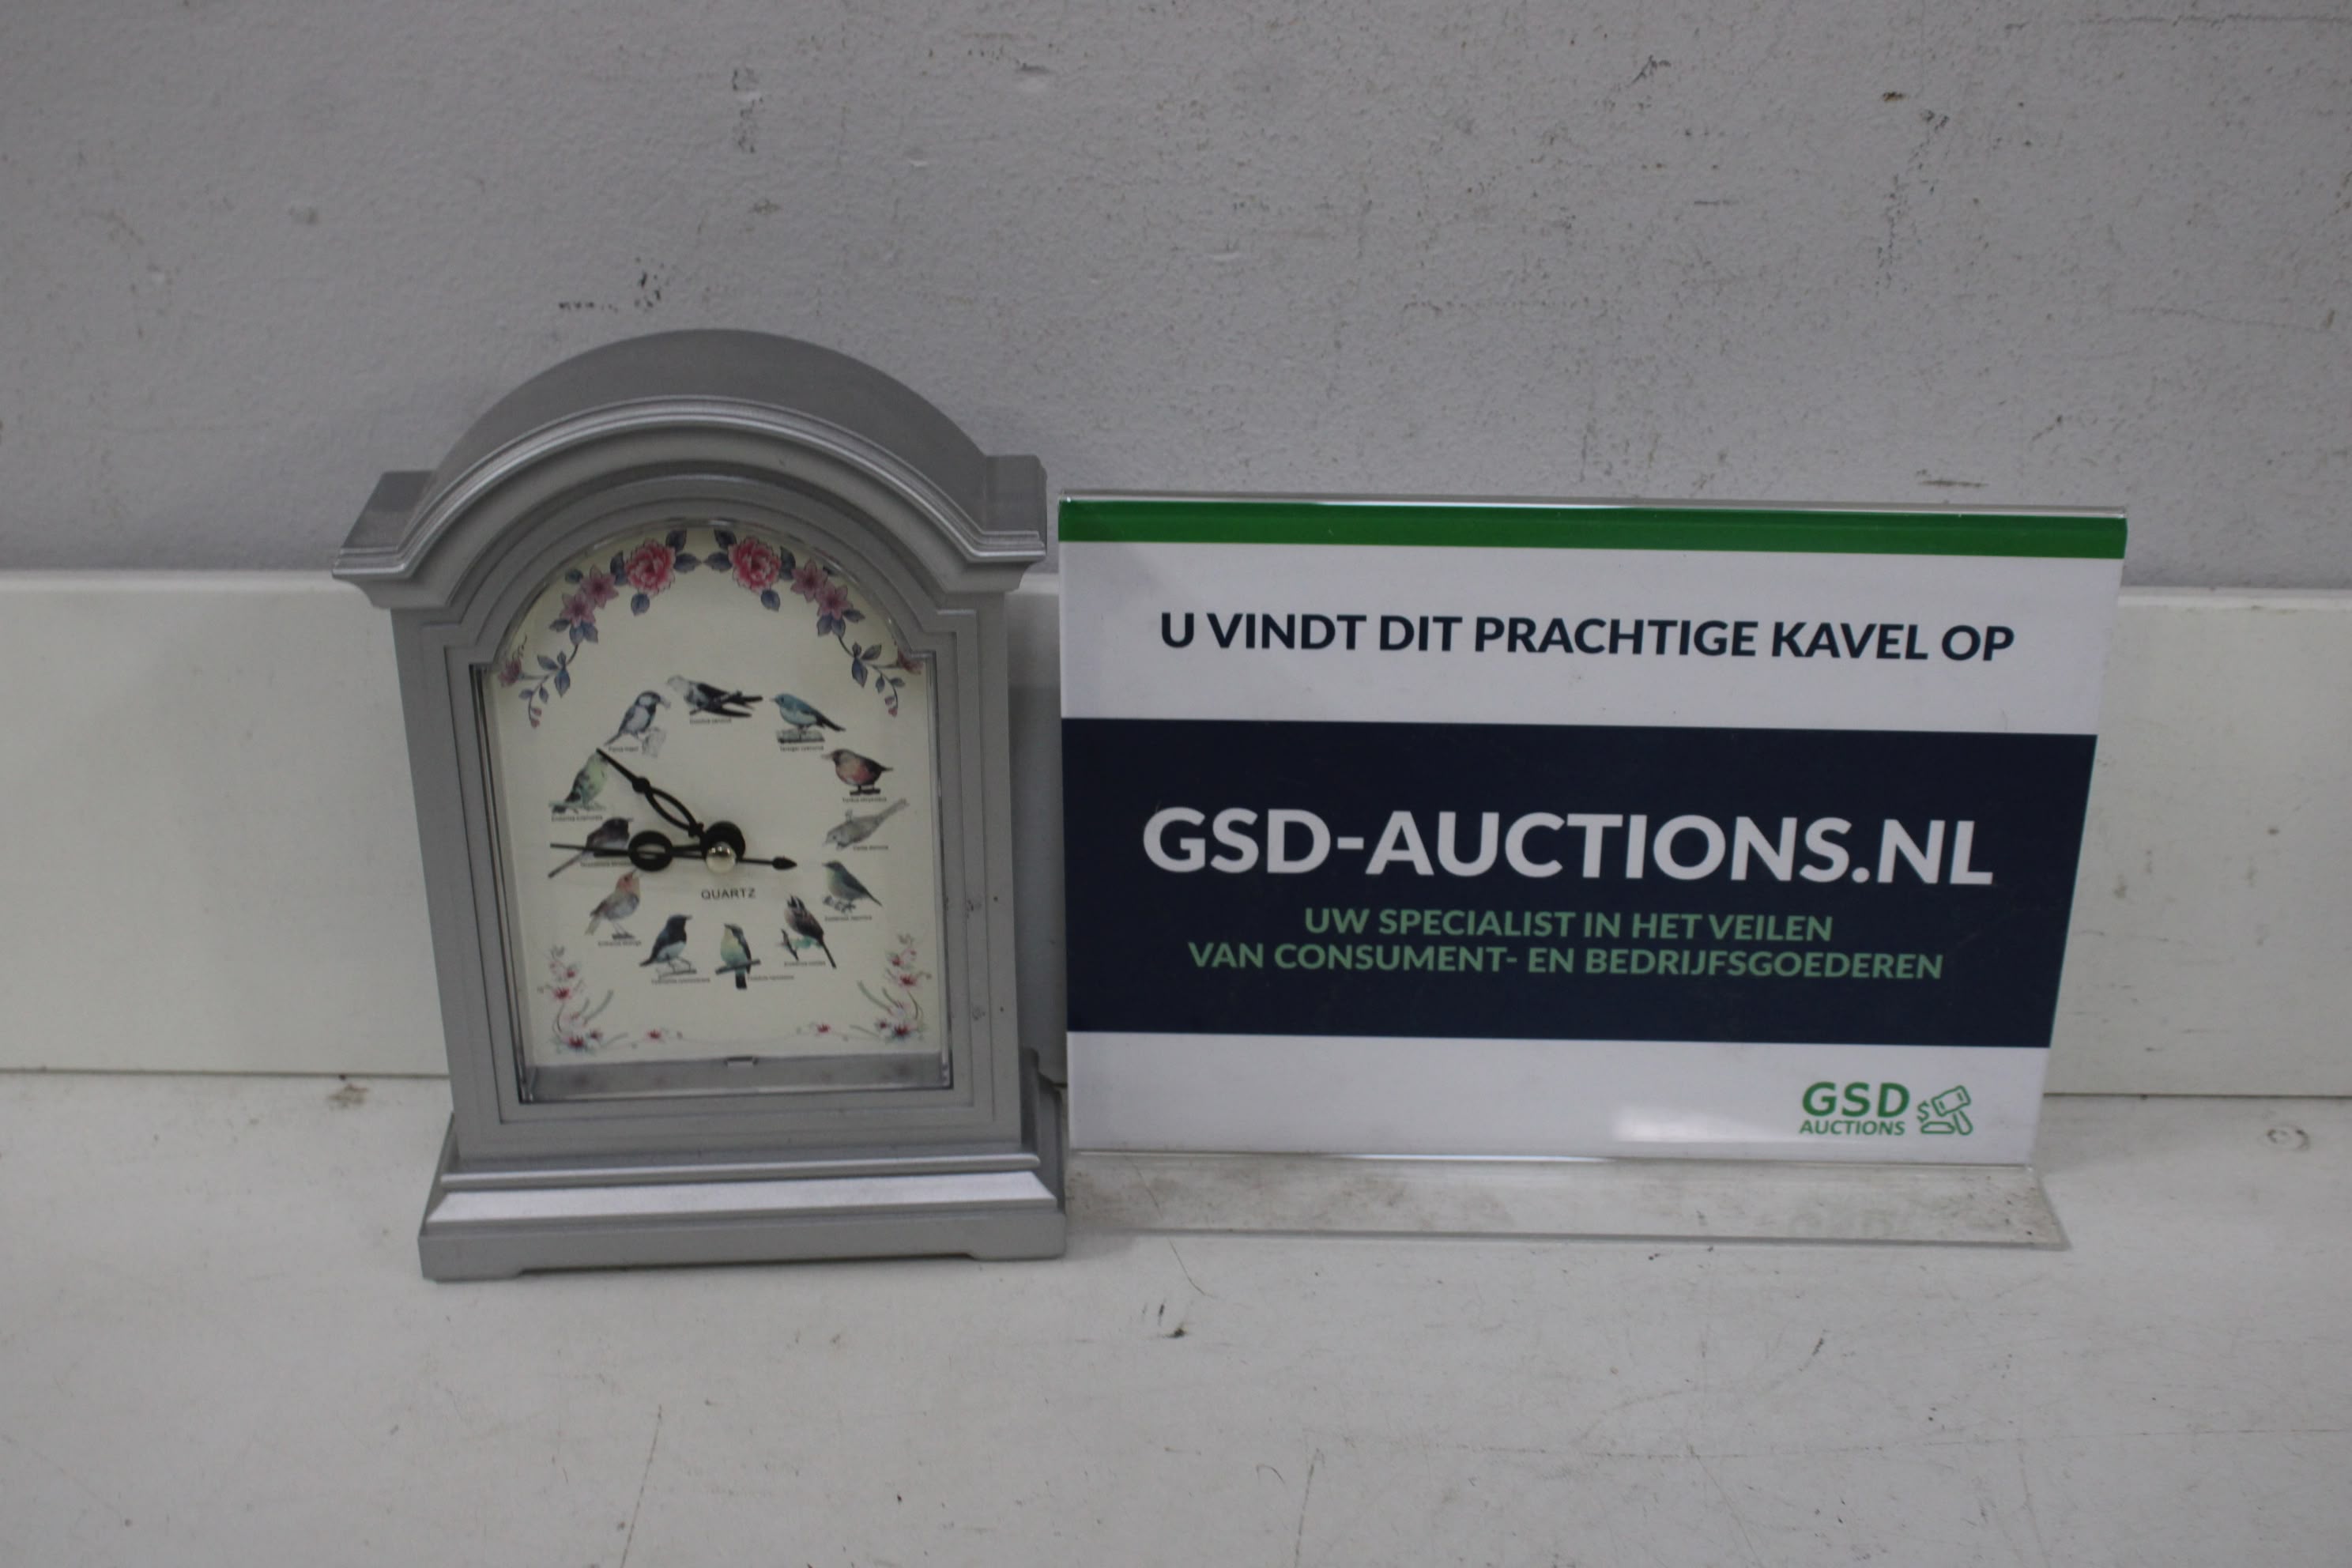 QUARTZ
U VINDT DIT PRACHTIGE KAVEL OP
GSD-AUCTIONS.NL
UW SPECIALIST IN HET VEILEN
VAN CONSUMENT- EN BEDRIJFSGOEDEREN
GSD
AUCTIONS